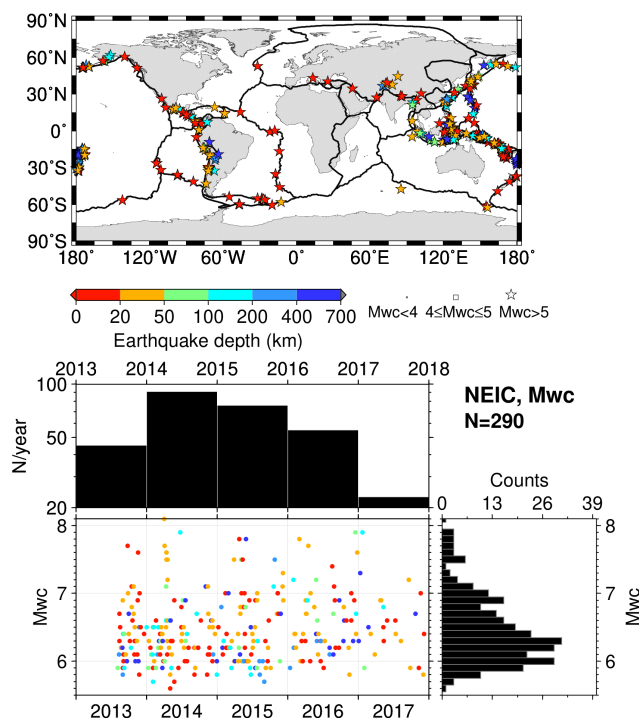 90˚N
60˚N
30˚N
0˚
30˚S
60˚S
90˚S
180˚ 120˚W 60˚W 0˚ 60˚E 120˚E 180˚
0 20 50 100 200 400 700
Earthquake depth (km)
Mwc<4 4≤Mwc≤5 Mwc>5
2013 2014 2015 2016 2017 2018
100
50
20
N/year
NEIC, Mwc
N=290
Counts
0 13 26 39
8
7
6
Mwc
8
7
6
Mwc
2013 2014 2015 2016 2017